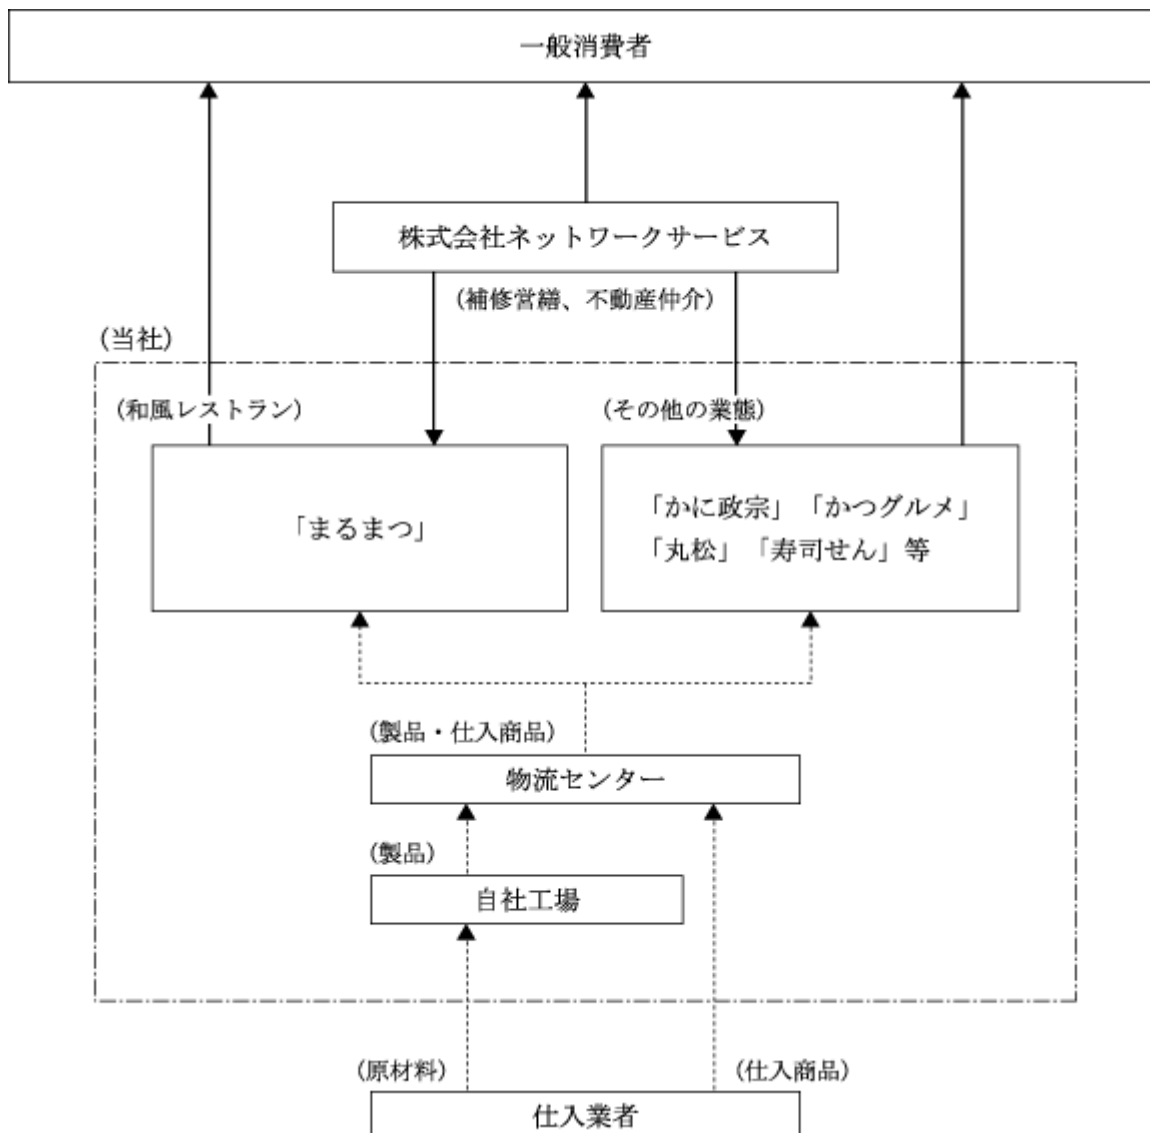 一般消費者
株式会社ネットワークサービス
(補修営繕、不動産仲介)
(当社)
(和風レストラン)
(その他の業態)
「まるまつ」
「かに政宗」「かつグルメ」
「丸松」「寿司せん」等
(製品・仕入商品)
物流センター
(製品)
自社工場
(原材料)
(仕入商品)
仕入業者